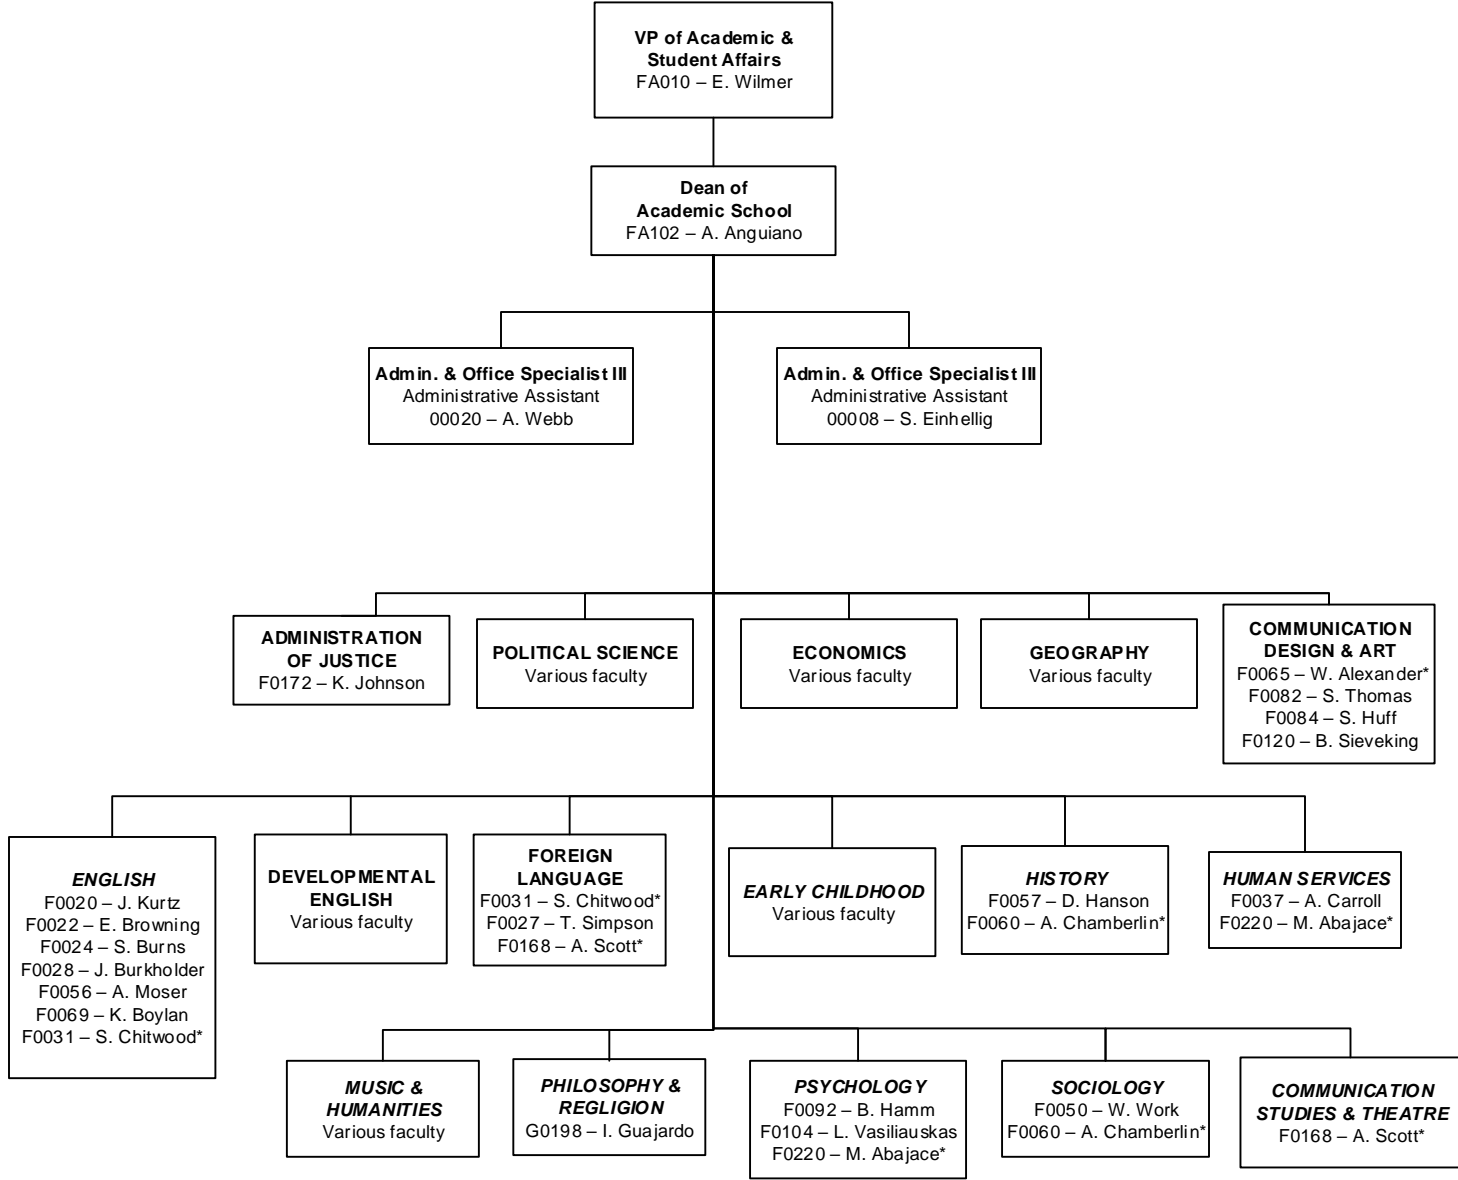 VP of Academic &
Student Affairs
FA010 – E. Wilmer
Dean of
Academic School
FA102 – A. Anguiano
Admin. & Office Specialist III
Administrative Assistant
00020 – A. Webb
Admin. & Office Specialist III
Administrative Assistant
00008 – S. Einhellig
ADMINISTRATION
OF JUSTICE
F0172 – K. Johnson
POLITICAL SCIENCE
Various faculty
ECONOMICS
Various faculty
GEOGRAPHY
Various faculty
COMMUNICATION
DESIGN & ART
F0065 – W. Alexander*
F0082 – S. Thomas
F0084 – S. Huff
F0120 – B. Sieveking
ENGLISH
F0020 – J. Kurtz
F0022 – E. Browning
F0024 – S. Burns
F0028 – J. Burkholder
F0056 – A. Moser
F0069 – K. Boylan
F0031 – S. Chitwood*
DEVELOPMENTAL
ENGLISH
Various faculty
FOREIGN
LANGUAGE
F0031 – S. Chitwood*
F0027 – T. Simpson
F0168 – A. Scott*
EARLY CHILDHOOD
Various faculty
HISTORY
F0057 – D. Hanson
F0060 – A. Chamberlin*
HUMAN SERVICES
F0037 – A. Carroll
F0220 – M. Abajace*
MUSIC &
HUMANITIES
Various faculty
PHILOSOPHY &
REGLIGION
G0198 – I. Guajardo
PSYCHOLOGY
F0092 – B. Hamm
F0104 – L. Vasiliauskas
F0220 – M. Abajace*
SOCIOLOGY
F0050 – W. Work
F0060 – A. Chamberlin*
COMMUNICATION
STUDIES & THEATRE
F0168 – A. Scott*